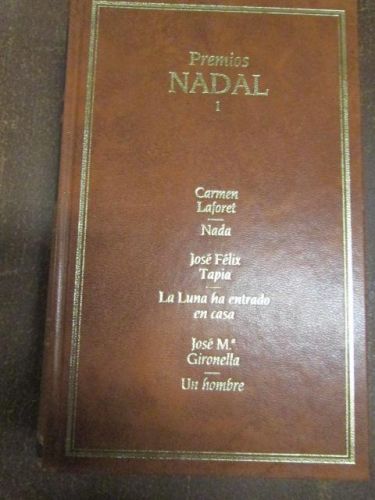 Premios
NADAL
1
Carmen
Laforet
Nada
José Félix
Tapia
La Luna ha entrado
en casa
José M.ª
Gironella
Un hombre